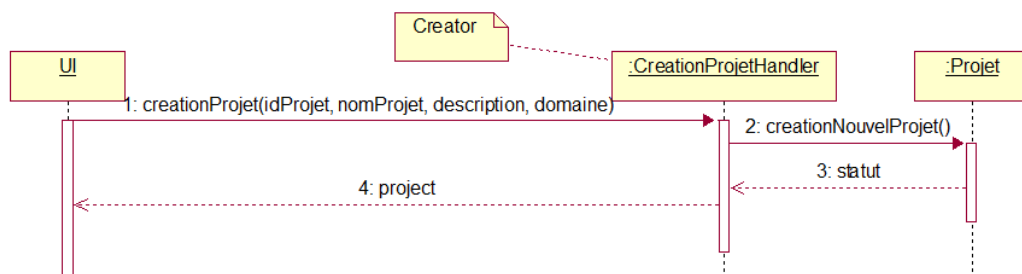 Creator
UI
:CreationProjetHandler
:Projet
1: creationProjet(idProjet, nomProjet, description, domaine)
2: creationNouvelProjet()
3: statut
4: project